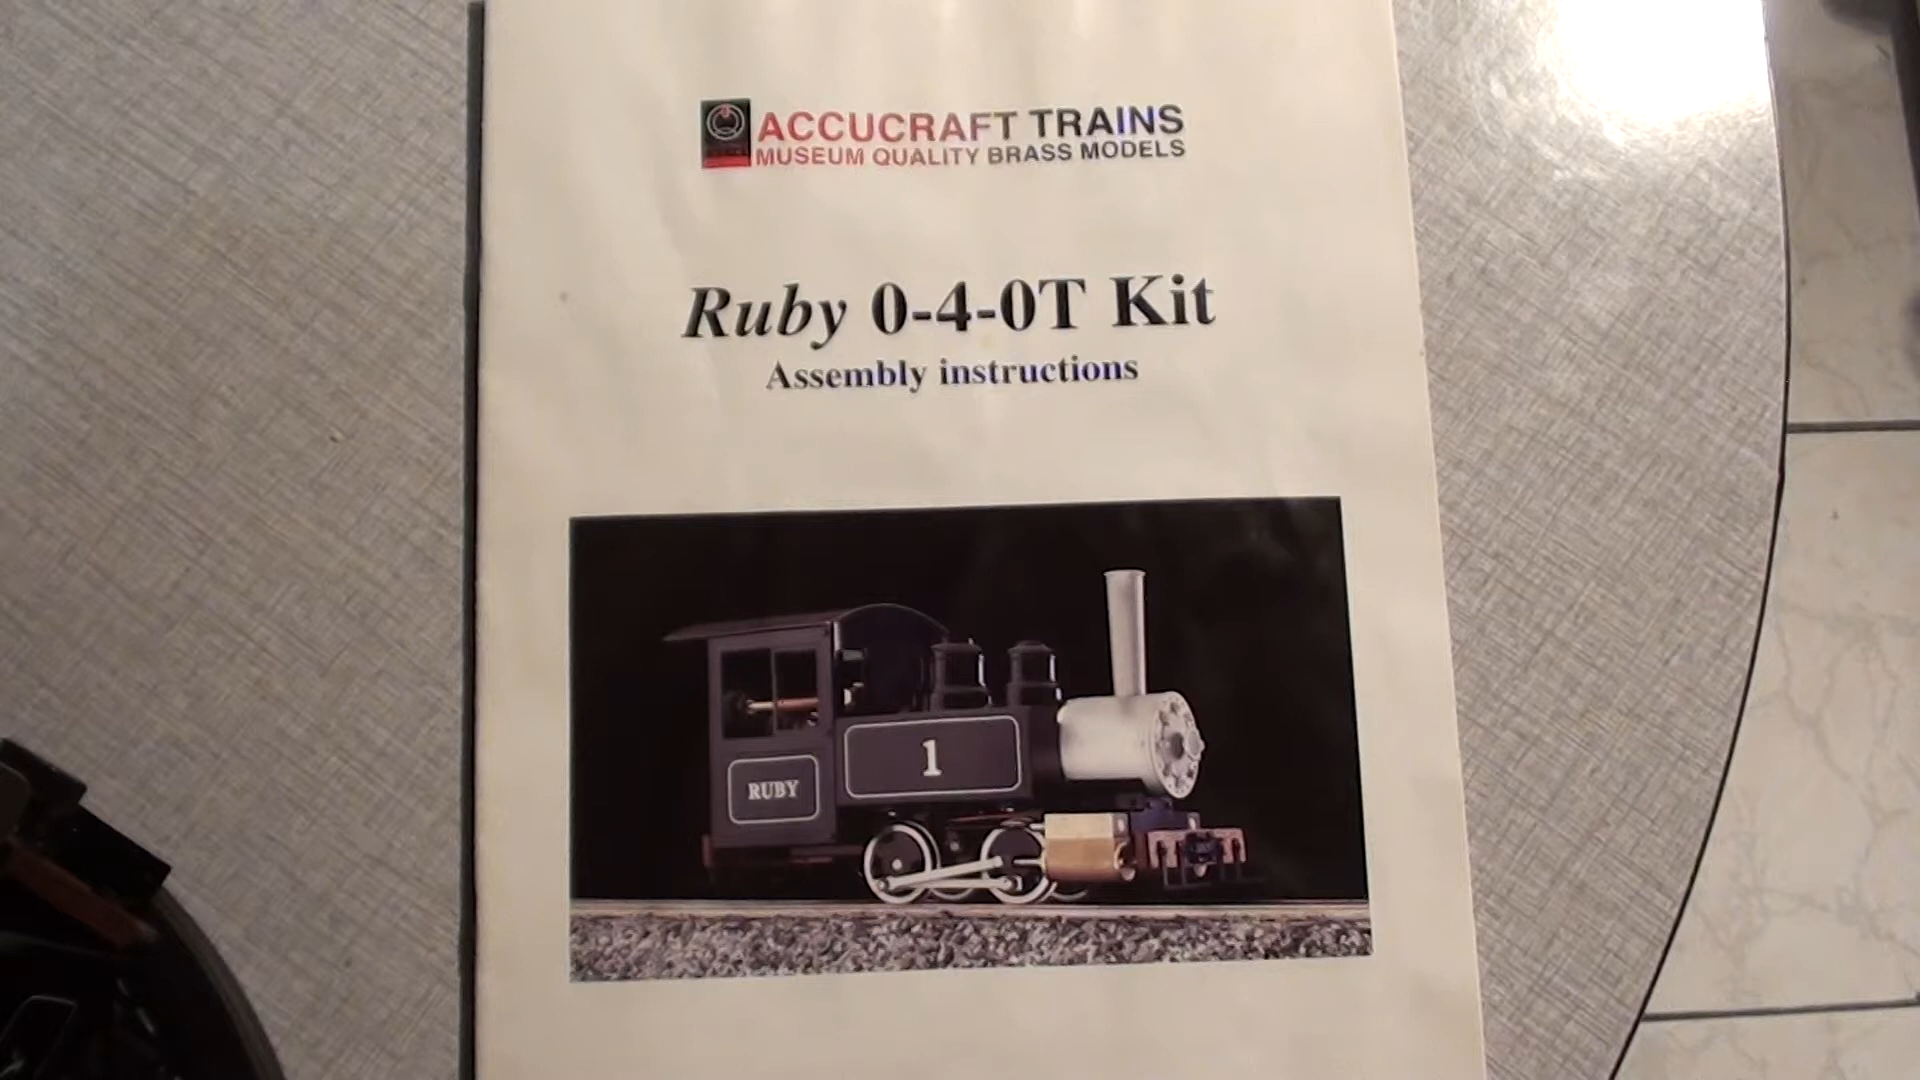 ACCUCRAFT TRAINS
MUSEUM QUALITY BRASS MODELS
Ruby 0-4-0T Kit
Assembly instructions
1
RUBY